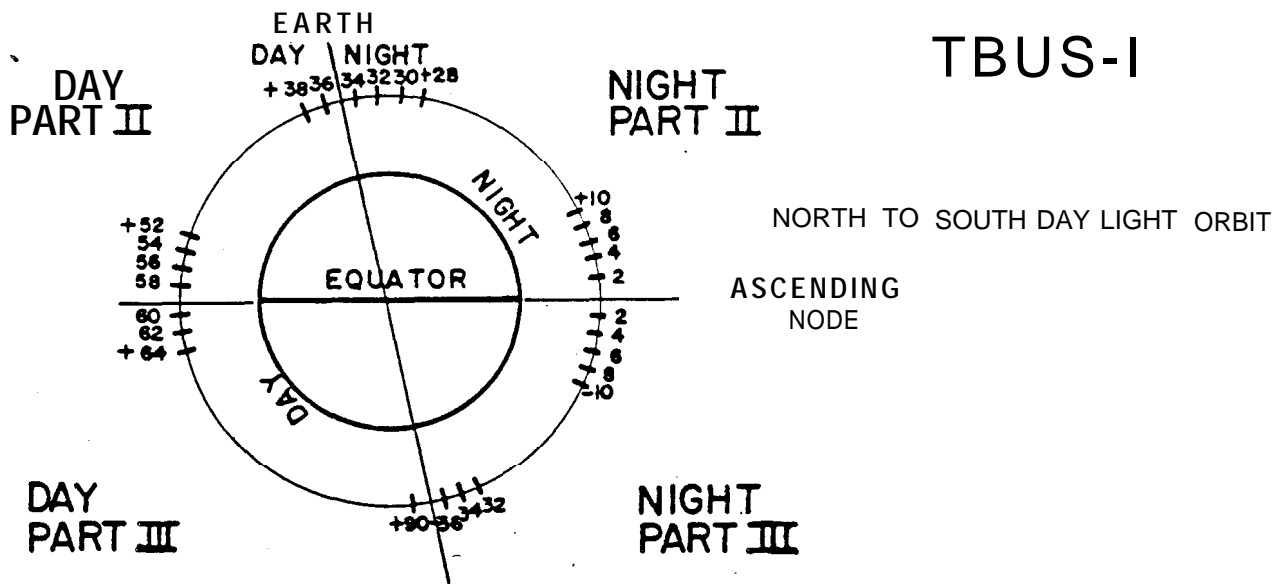 EARTH
DAY NIGHT
+38 36 34 32 30 +28
TBUS-I
DAY
PART II
NIGHT
PART II
NIGHT
+10
8
6
4
2
+52
54
56
58
NORTH TO SOUTH DAY LIGHT ORBIT
EQUATOR
ASCENDING
NODE
60
62
+64
2
4
6
8
-10
DAY
DAY
PART III
+90-36 34 32
NIGHT
PART III